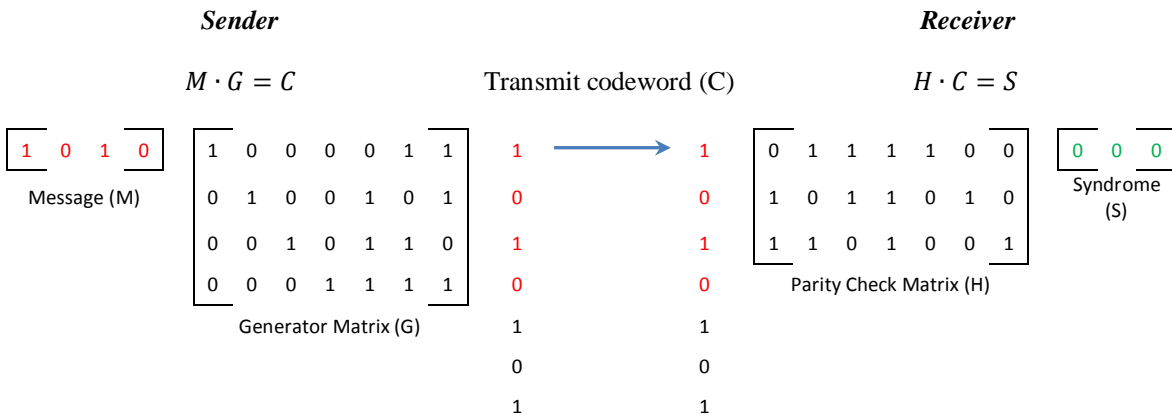 Sender Receiver
M · G = C Transmit codeword (C) H · C = S
1 0 1 0 1 0 0 0 0 1 1 1 1 0 1 1 1 1 0 0 0 0 0
Message (M) 0 1 0 0 1 0 1 0 0 1 0 1 1 0 1 0 Syndrome
(S)
0 0 1 0 1 1 0 1 1 1 1 0 1 0 0 1
0 0 0 1 1 1 1 0 0 Parity Check Matrix (H)
Generator Matrix (G) 1 1
0 0
1 1